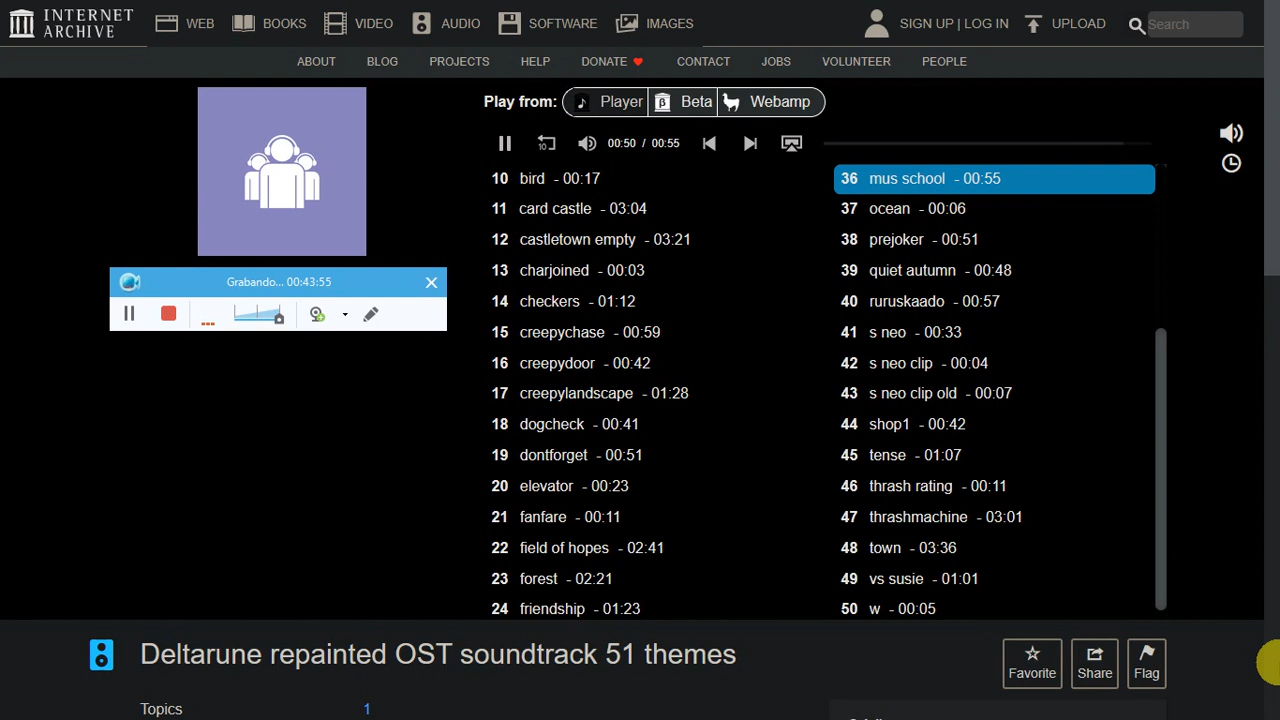 INTERNET ARCHIVE
WEB
BOOKS
VIDEO
AUDIO
SOFTWARE
IMAGES
SIGN UP | LOG IN
UPLOAD
Search
ABOUT
BLOG
PROJECTS
HELP
DONATE
CONTACT
JOBS
VOLUNTEER
PEOPLE
Play from:
Player
Beta
Webamp
10
00:50 / 00:55
Grabando... 00:43:55
10 bird - 00:17
11 card castle - 03:04
12 castletown empty - 03:21
13 charjoined - 00:03
14 checkers - 01:12
15 creepychase - 00:59
16 creepydoor - 00:42
17 creepylandscape - 01:28
18 dogcheck - 00:41
19 dontforget - 00:51
20 elevator - 00:23
21 fanfare - 00:11
22 field of hopes - 02:41
23 forest - 02:21
24 friendship - 01:23
36 mus school - 00:55
37 ocean - 00:06
38 prejoker - 00:51
39 quiet autumn - 00:48
40 ruruskaado - 00:57
41 s neo - 00:33
42 s neo clip - 00:04
43 s neo clip old - 00:07
44 shop1 - 00:42
45 tense - 01:07
46 thrash rating - 00:11
47 thrashmachine - 03:01
48 town - 03:36
49 vs susie - 01:01
50 w - 00:05
Deltarune repainted OST soundtrack 51 themes
Favorite
Share
Flag
Topics 1